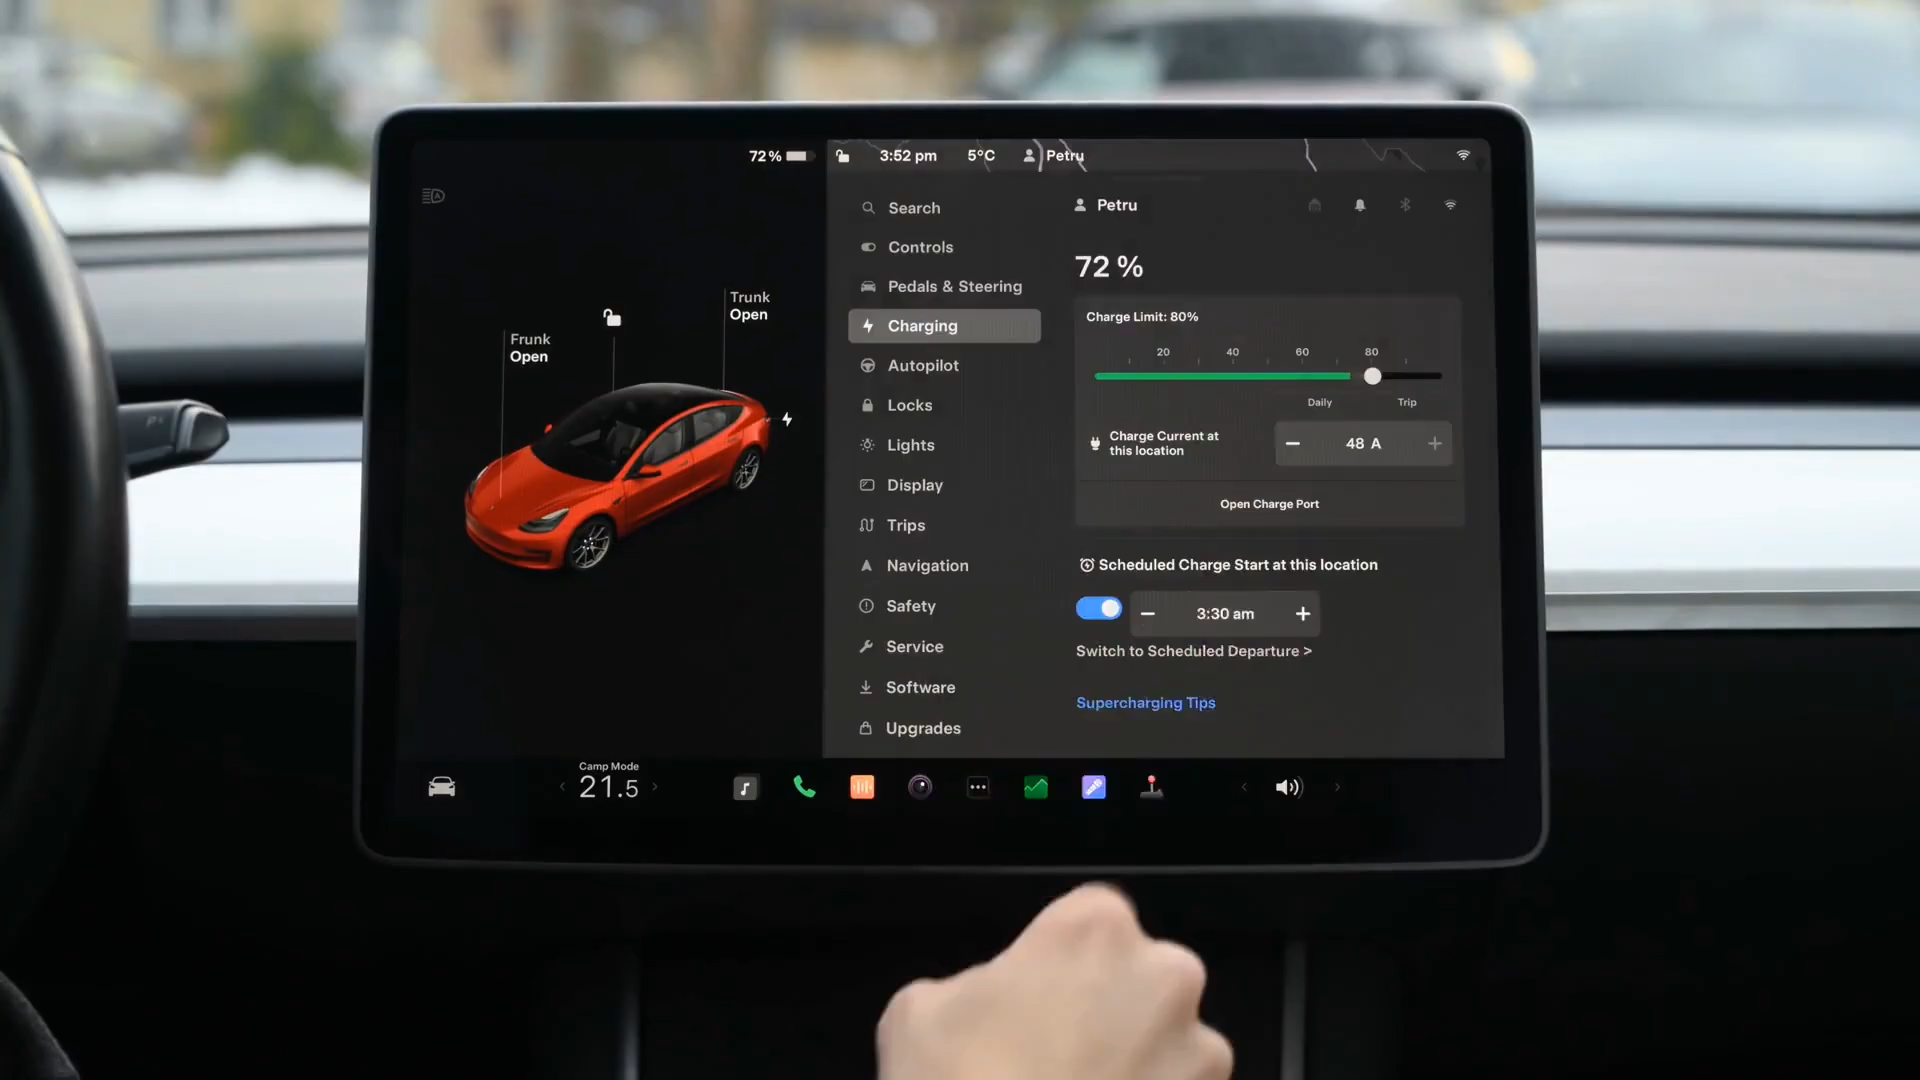 72 %
3:52 pm
5°C
Petru
Frunk
Open
Trunk
Open
Search
Controls
Pedals & Steering
Charging
Autopilot
Locks
Lights
Display
Trips
Navigation
Safety
Service
Software
Upgrades
Petru
72 %
Charge Limit: 80%
20 40 60 80
Daily Trip
Charge Current at
this location
− 48 A +
Open Charge Port
Scheduled Charge Start at this location
− 3:30 am +
Switch to Scheduled Departure >
Supercharging Tips
Camp Mode
< 21.5 >